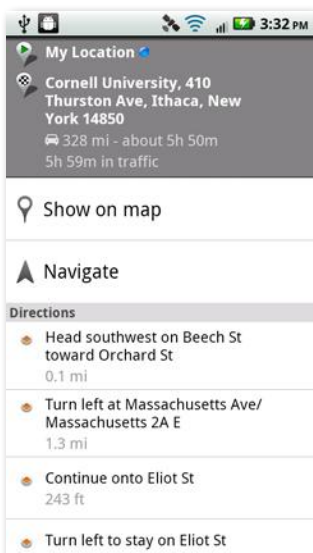 3:32 PM
My Location
Cornell University, 410
Thurston Ave, Ithaca, New
York 14850
328 mi - about 5h 50m
5h 59m in traffic
Show on map
Navigate
Directions
Head southwest on Beech St
toward Orchard St
0.1 mi
Turn left at Massachusetts Ave/
Massachusetts 2A E
1.3 mi
Continue onto Eliot St
243 ft
Turn left to stay on Eliot St